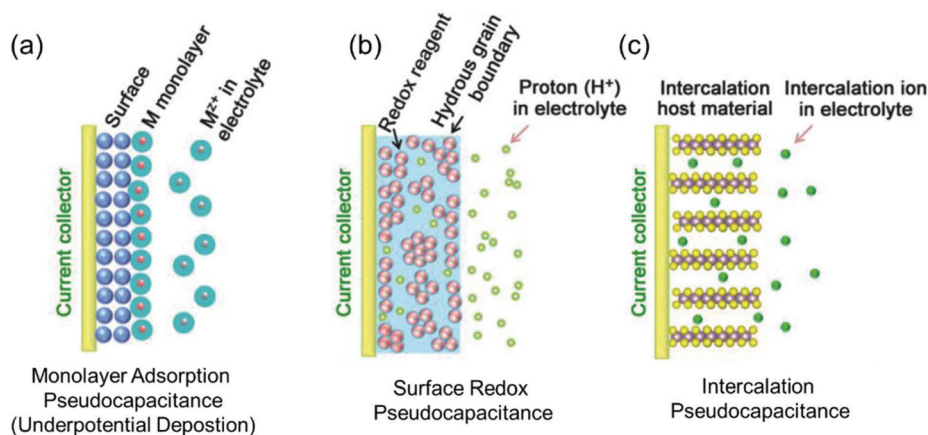 (a)
Surface
M monolayer
Mᶻ⁺ in
electrolyte
Current collector
Monolayer Adsorption
Pseudocapacitance
(Underpotential Depostion)
(b)
Redox reagent
Hydrous grain
boundary
Proton (H⁺)
in electrolyte
Current collector
Surface Redox
Pseudocapacitance
(c)
Intercalation
host material
Intercalation ion
in electrolyte
Current collector
Intercalation
Pseudocapacitance